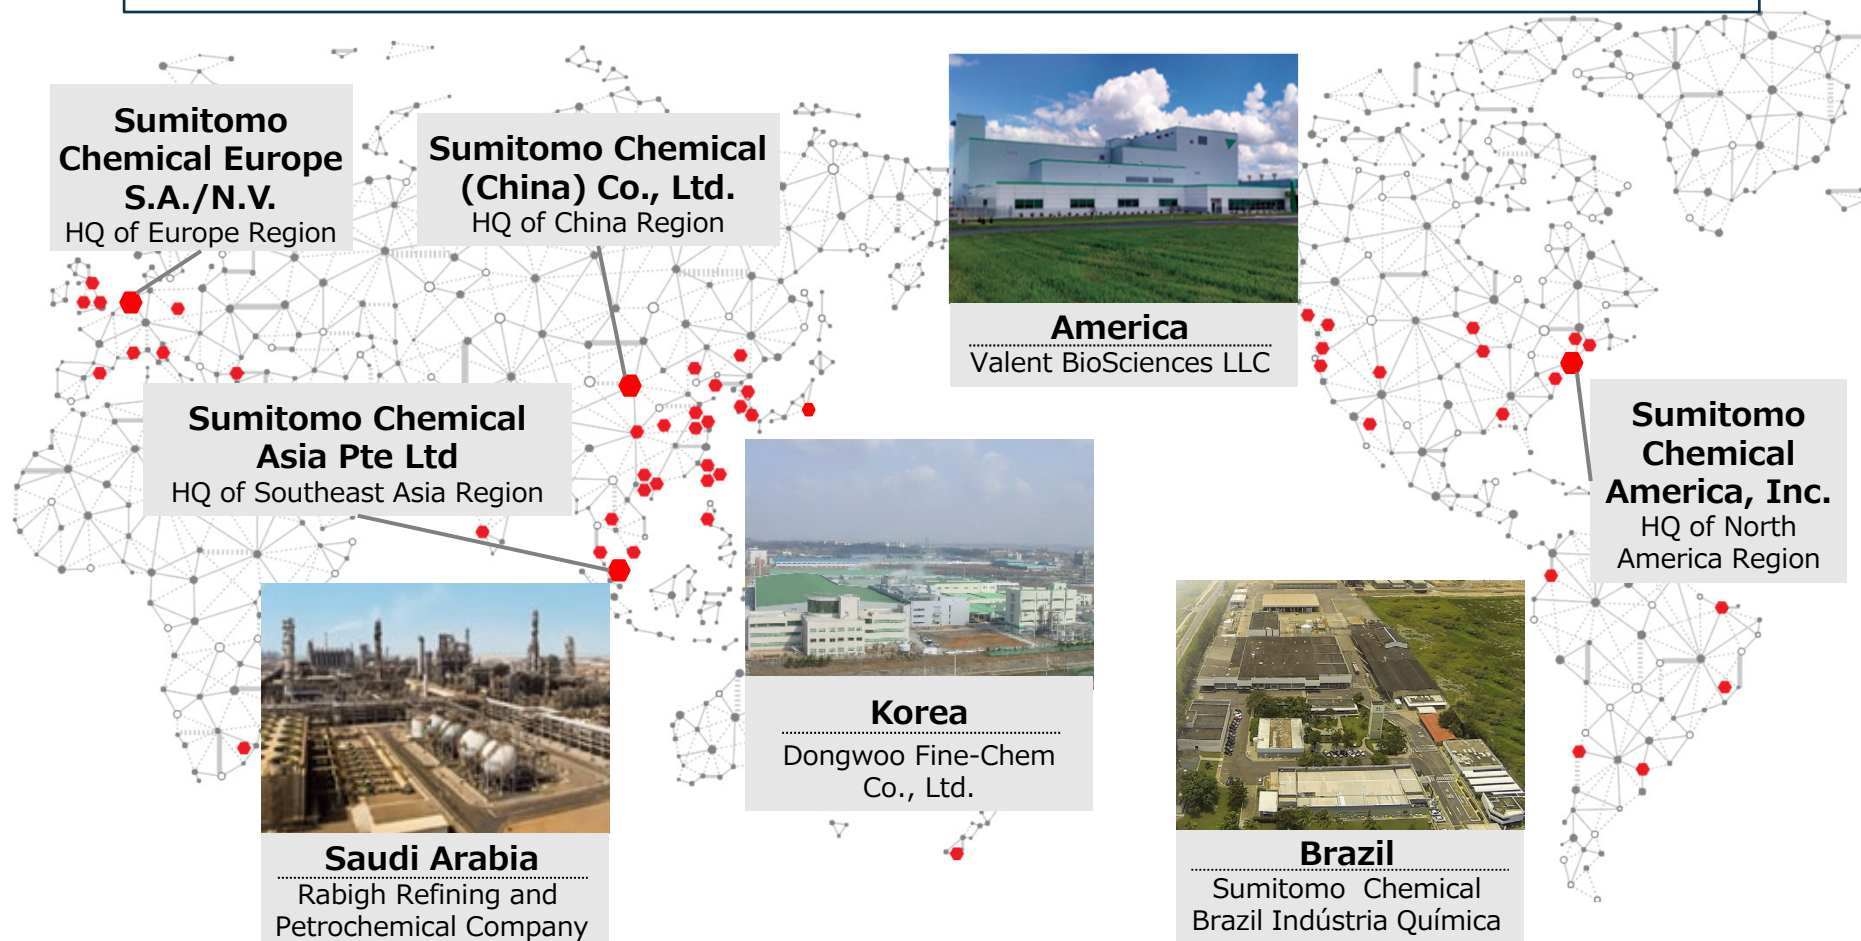 Sumitomo
Chemical Europe
S.A./N.V.
HQ of Europe Region
Sumitomo Chemical
(China) Co., Ltd.
HQ of China Region
America
Valent BioSciences LLC
Sumitomo Chemical
Asia Pte Ltd
HQ of Southeast Asia Region
Sumitomo
Chemical
America, Inc.
HQ of North
America Region
Korea
Dongwoo Fine-Chem
Co., Ltd.
Saudi Arabia
Rabigh Refining and
Petrochemical Company
Brazil
Sumitomo Chemical
Brazil Indústria Química